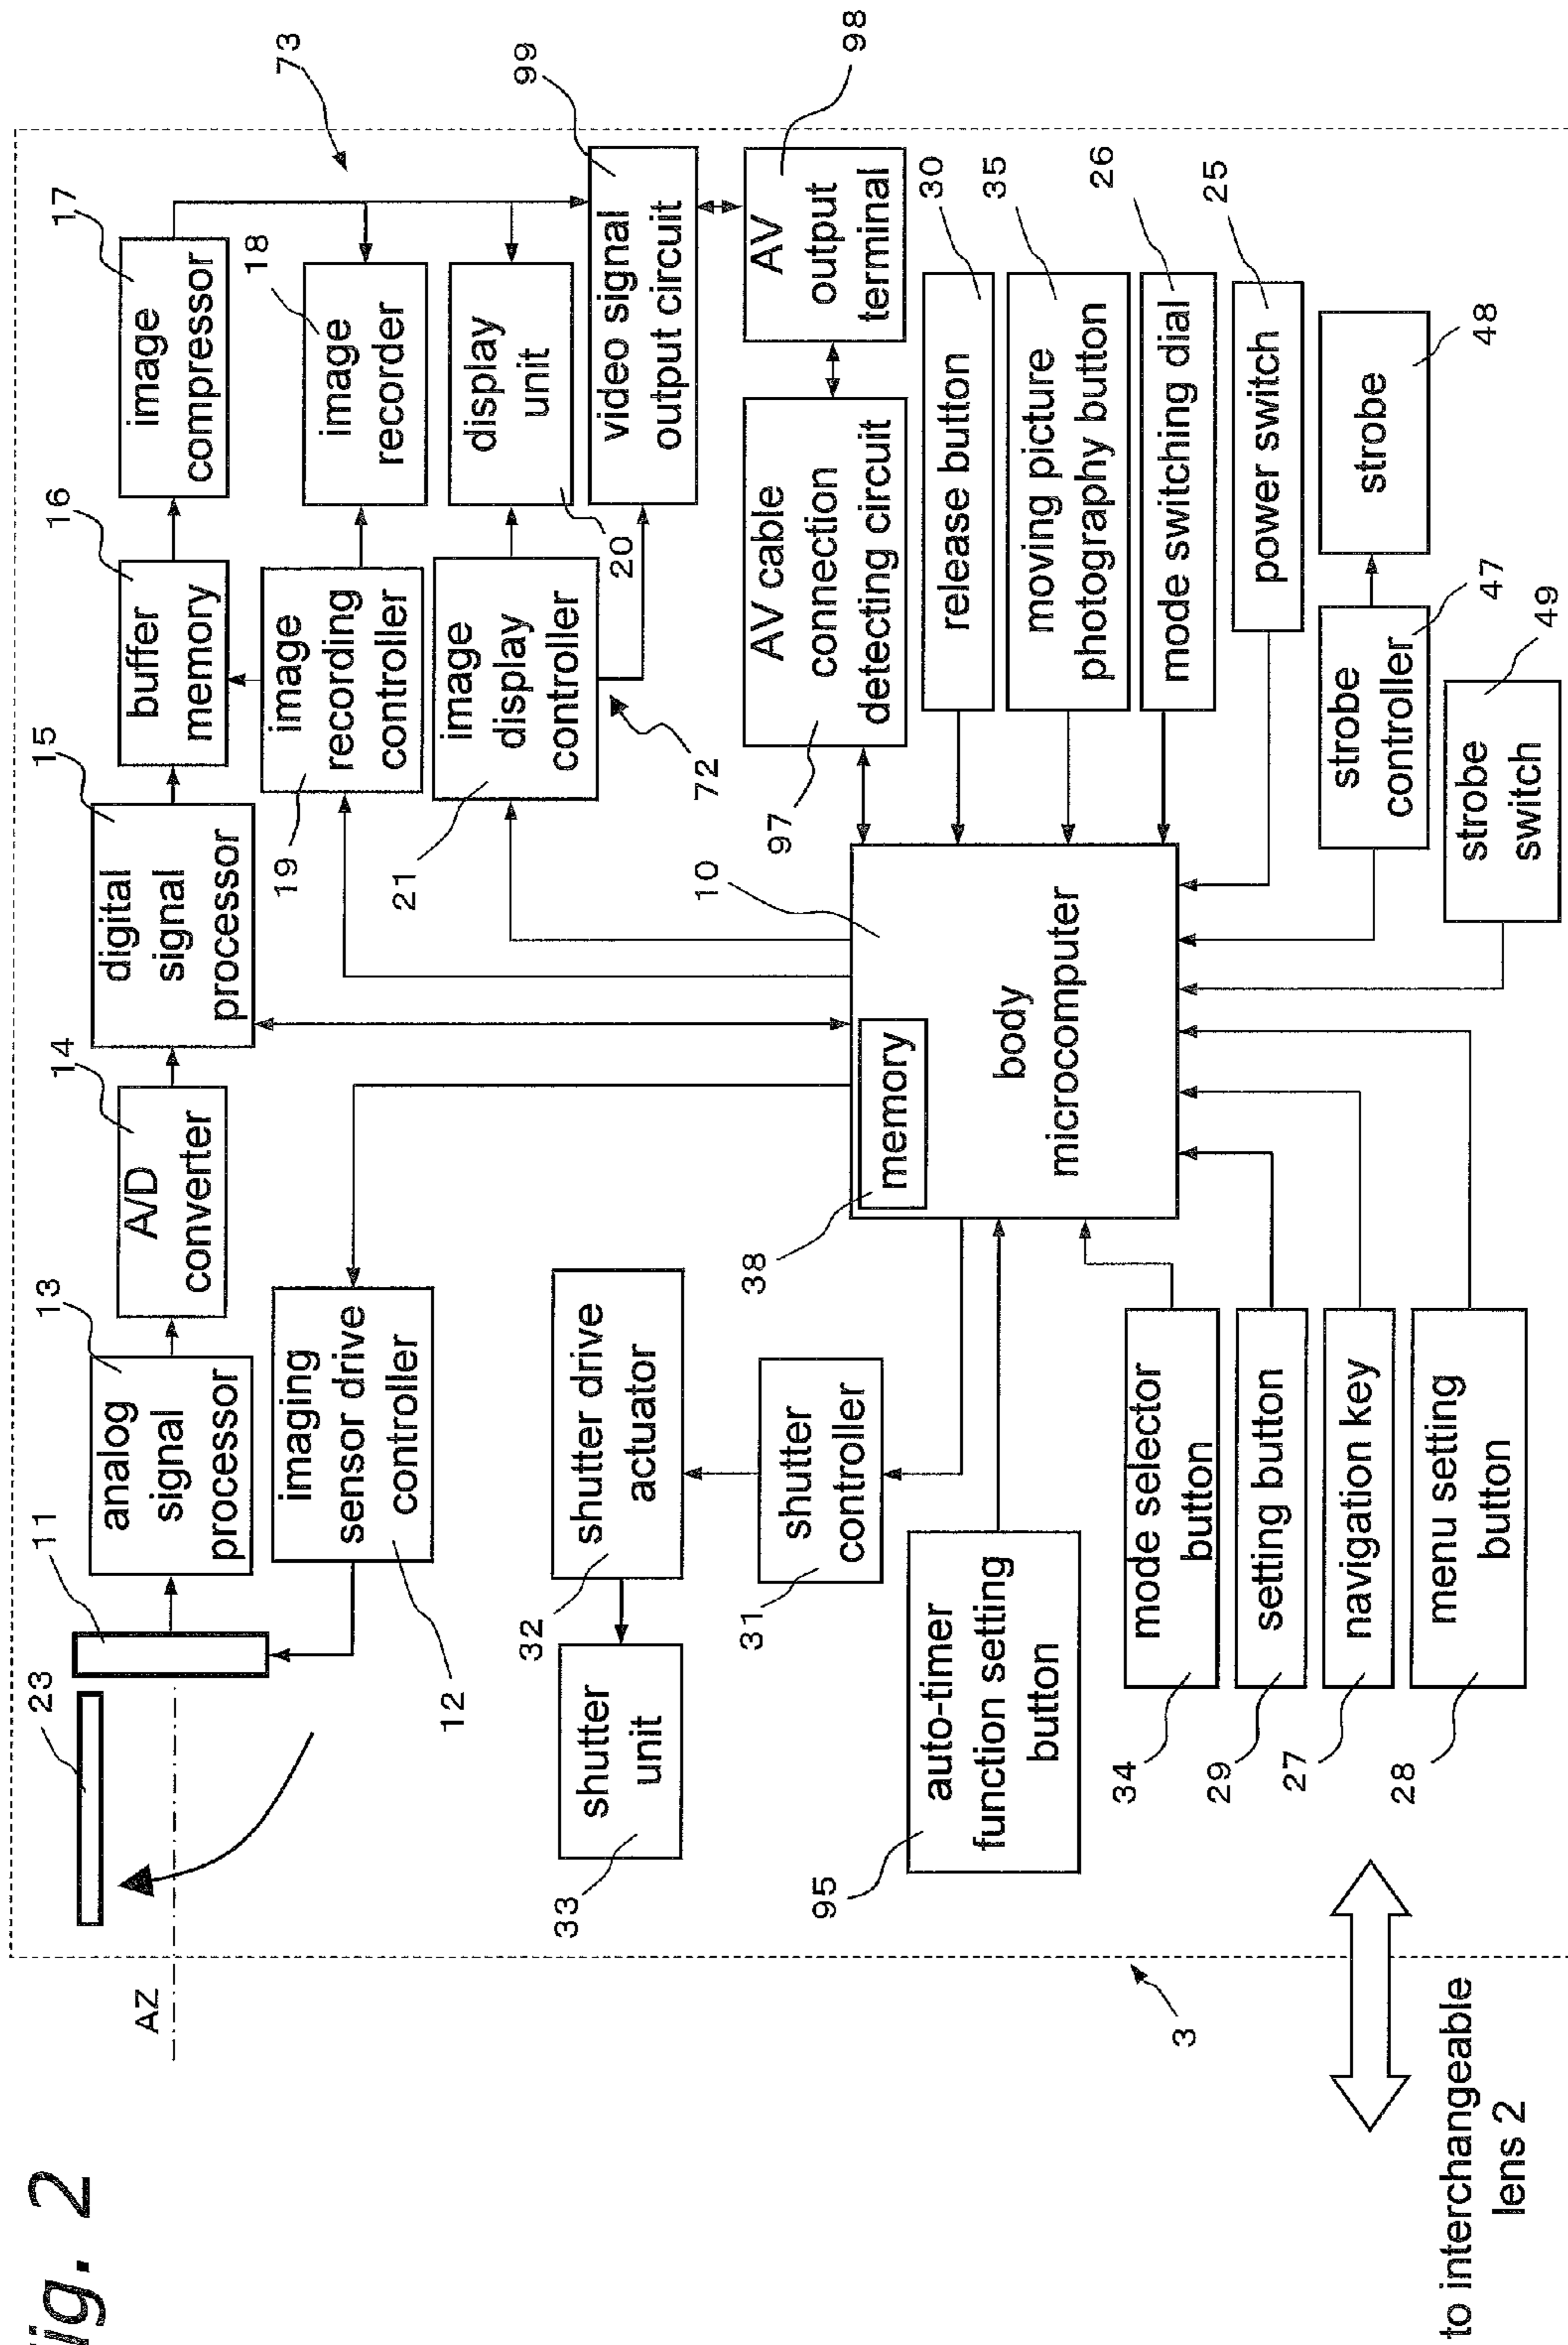 Fig. 2
AZ
23
11
13
analog
signal
processor
14
A/D
converter
15
digital
signal
processor
16
buffer
memory
17
image
compressor
73
imaging
sensor drive
controller
12
19
image
recording
controller
18
image
recorder
21
image
display
controller
72
display
unit
20
99
video signal
output circuit
98
AV
output
terminal
AV cable
connection
detecting circuit
97
shutter
unit
33
shutter drive
actuator
32
shutter
controller
31
auto-timer
function setting
button
95
10
memory
38
body
microcomputer
release button
30
moving picture
photography button
35
mode switching dial
26
power switch
25
strobe
controller
47
strobe
48
strobe
switch
49
mode selector
button
34
setting button
29
navigation key
27
menu setting
button
28
3
to interchangeable
lens 2